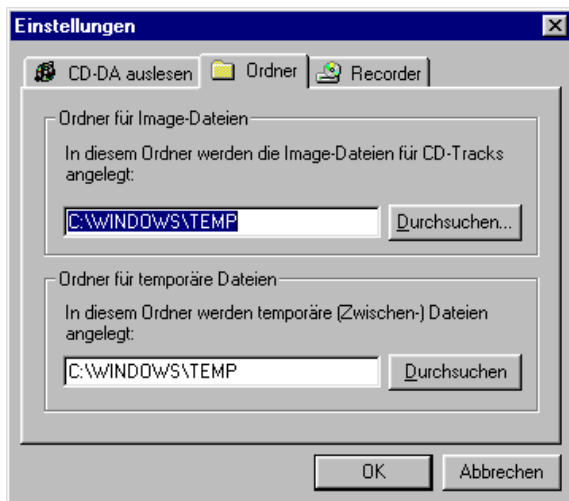 Einstellungen
CD-DA auslesen Ordner Recorder
Ordner für Image-Dateien
In diesem Ordner werden die Image-Dateien für CD-Tracks
angelegt:
C:\WINDOWS\TEMP Durchsuchen...
Ordner für temporäre Dateien
In diesem Ordner werden temporäre (Zwischen-) Dateien
angelegt:
C:\WINDOWS\TEMP Durchsuchen
OK Abbrechen